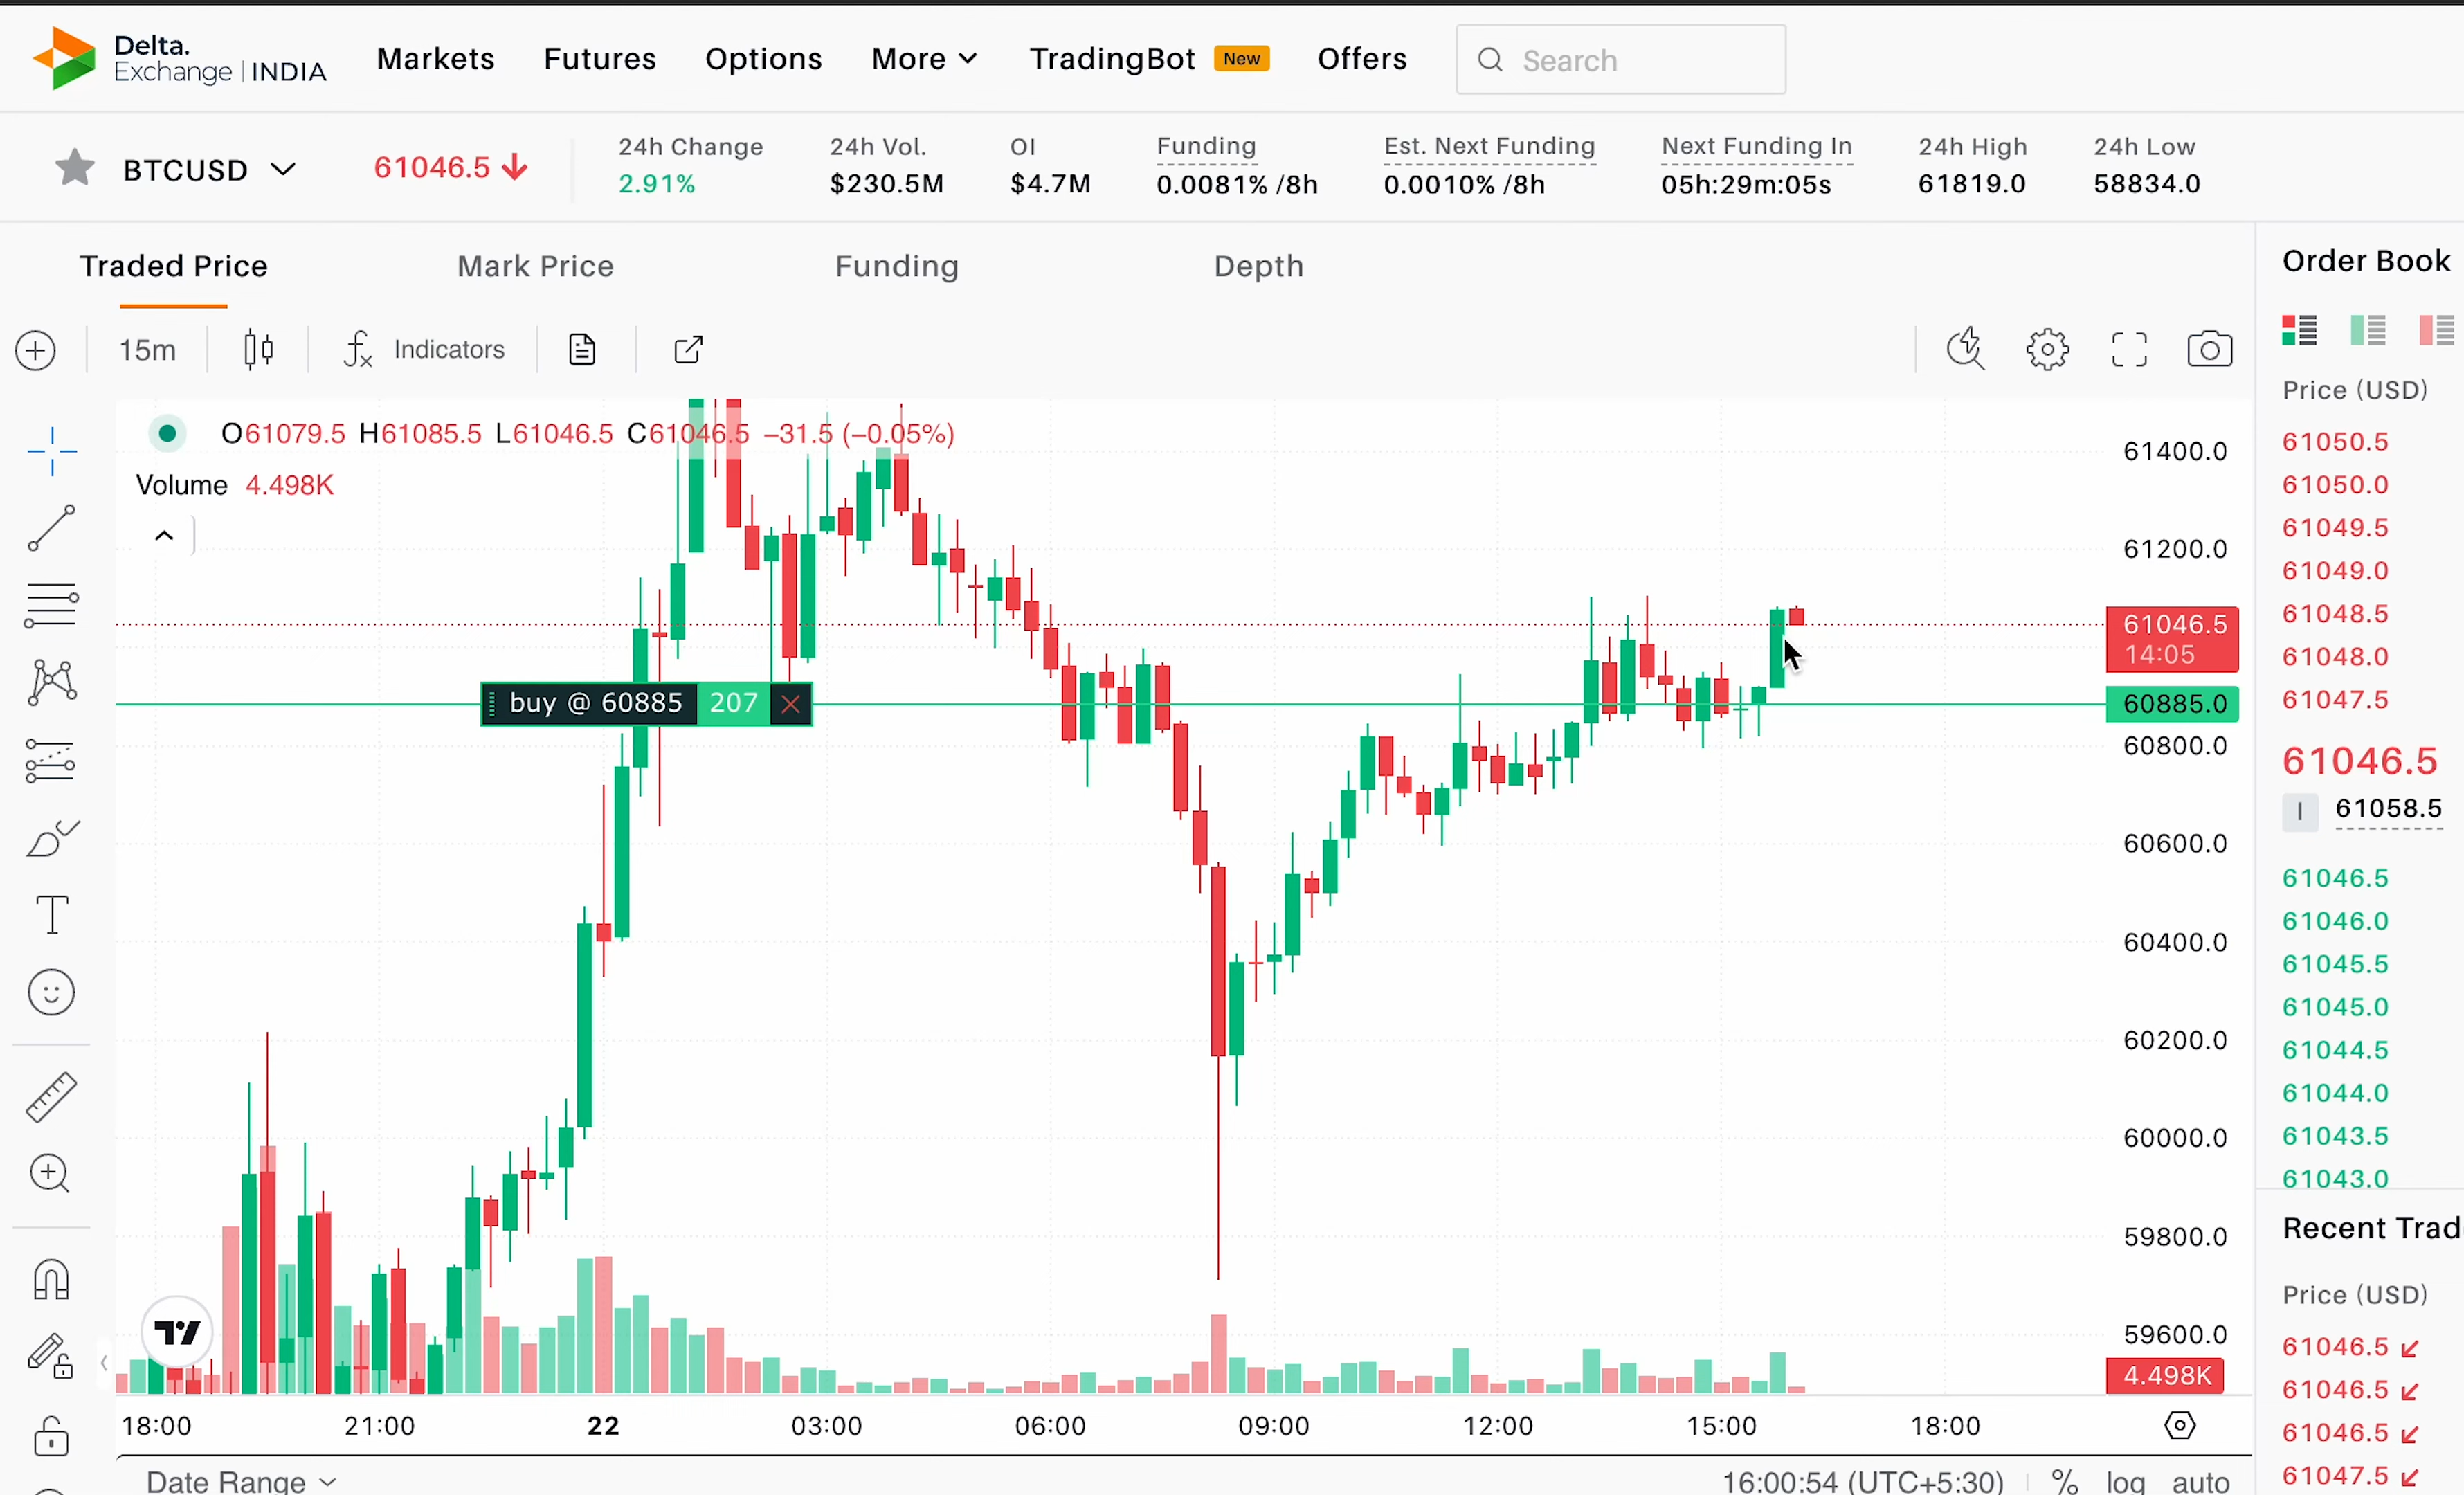 Delta.
Exchange | INDIA
Markets
Futures
Options
More
TradingBot New
Offers
Search
BTCUSD
61046.5
24h Change
2.91%
24h Vol.
$230.5M
OI
$4.7M
Funding
0.0081% /8h
Est. Next Funding
0.0010% /8h
Next Funding In
05h:29m:05s
24h High
61819.0
24h Low
58834.0
Traded Price
Mark Price
Funding
Depth
15m
Indicators
O61079.5 H61085.5 L61046.5 C61046.5 −31.5 (−0.05%)
Volume 4.498K
buy @ 60885 207
61400.0
61200.0
61046.5
14:05
60885.0
60800.0
60600.0
60400.0
60200.0
60000.0
59800.0
59600.0
4.498K
18:00 21:00 22 03:00 06:00 09:00 12:00 15:00 18:00
Date Range
16:00:54 (UTC+5:30) % log auto
Order Book
Price (USD)
61050.5
61050.0
61049.5
61049.0
61048.5
61048.0
61047.5
61046.5
I 61058.5
61046.5
61046.0
61045.5
61045.0
61044.5
61044.0
61043.5
61043.0
Recent Trad
Price (USD)
61046.5
61046.5
61046.5
61047.5